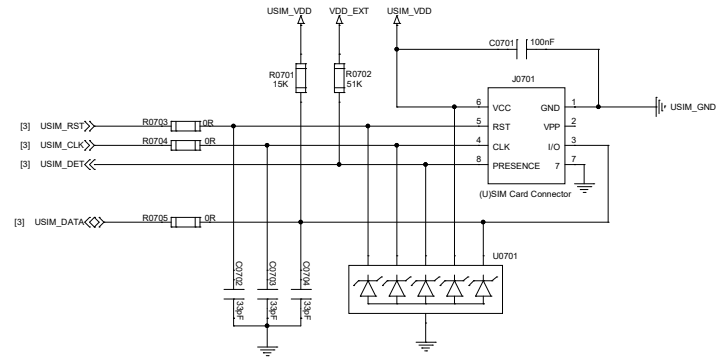 USIM_VDD VDD_EXT USIM_VDD
C0701 100nF
R0701 15K
R0702 51K
J0701
6 VCC GND 1
USIM_GND
[3] USIM_RST R0703 0R 5 RST VPP 2
[3] USIM_CLK R0704 0R 4 CLK I/O 3
[3] USIM_DET 8 PRESENCE 7 7
(U)SIM Card Connector
[3] USIM_DATA R0705 0R
U0701
C0702 33pF
C0703 33pF
C0704 33pF